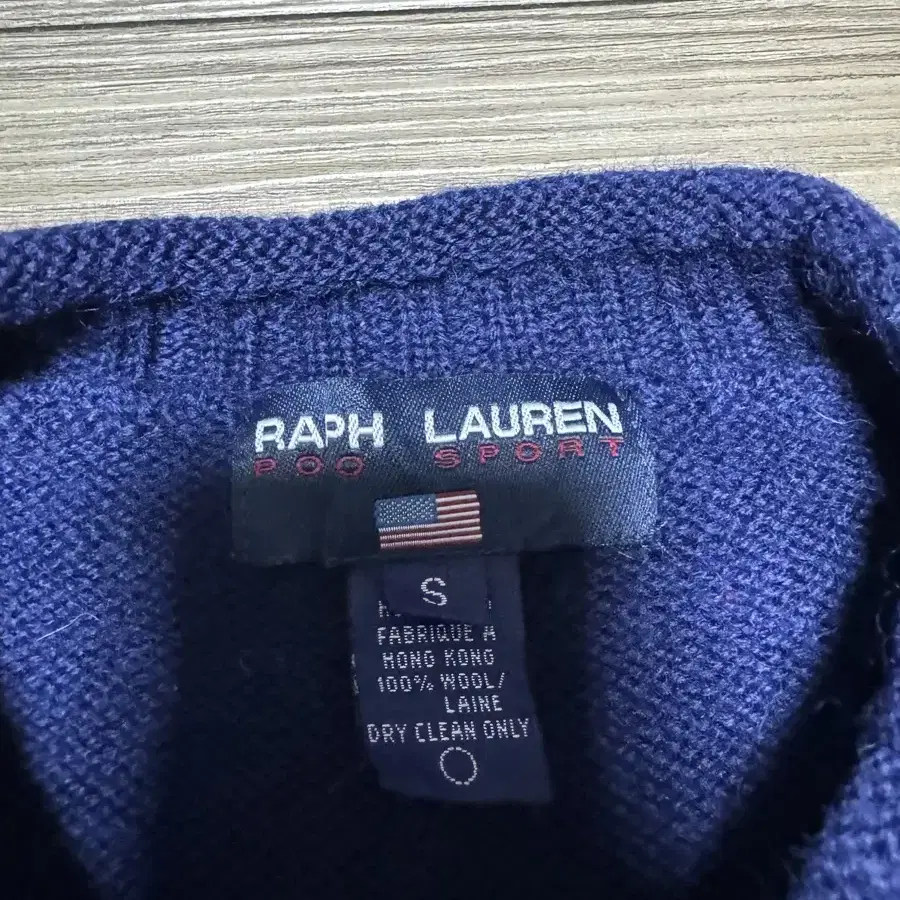 RAPH LAUREN
POO SPORT
S
FABRIQUE A
HONG KONG
100% WOOL/
LAINE
DRY CLEAN ONLY